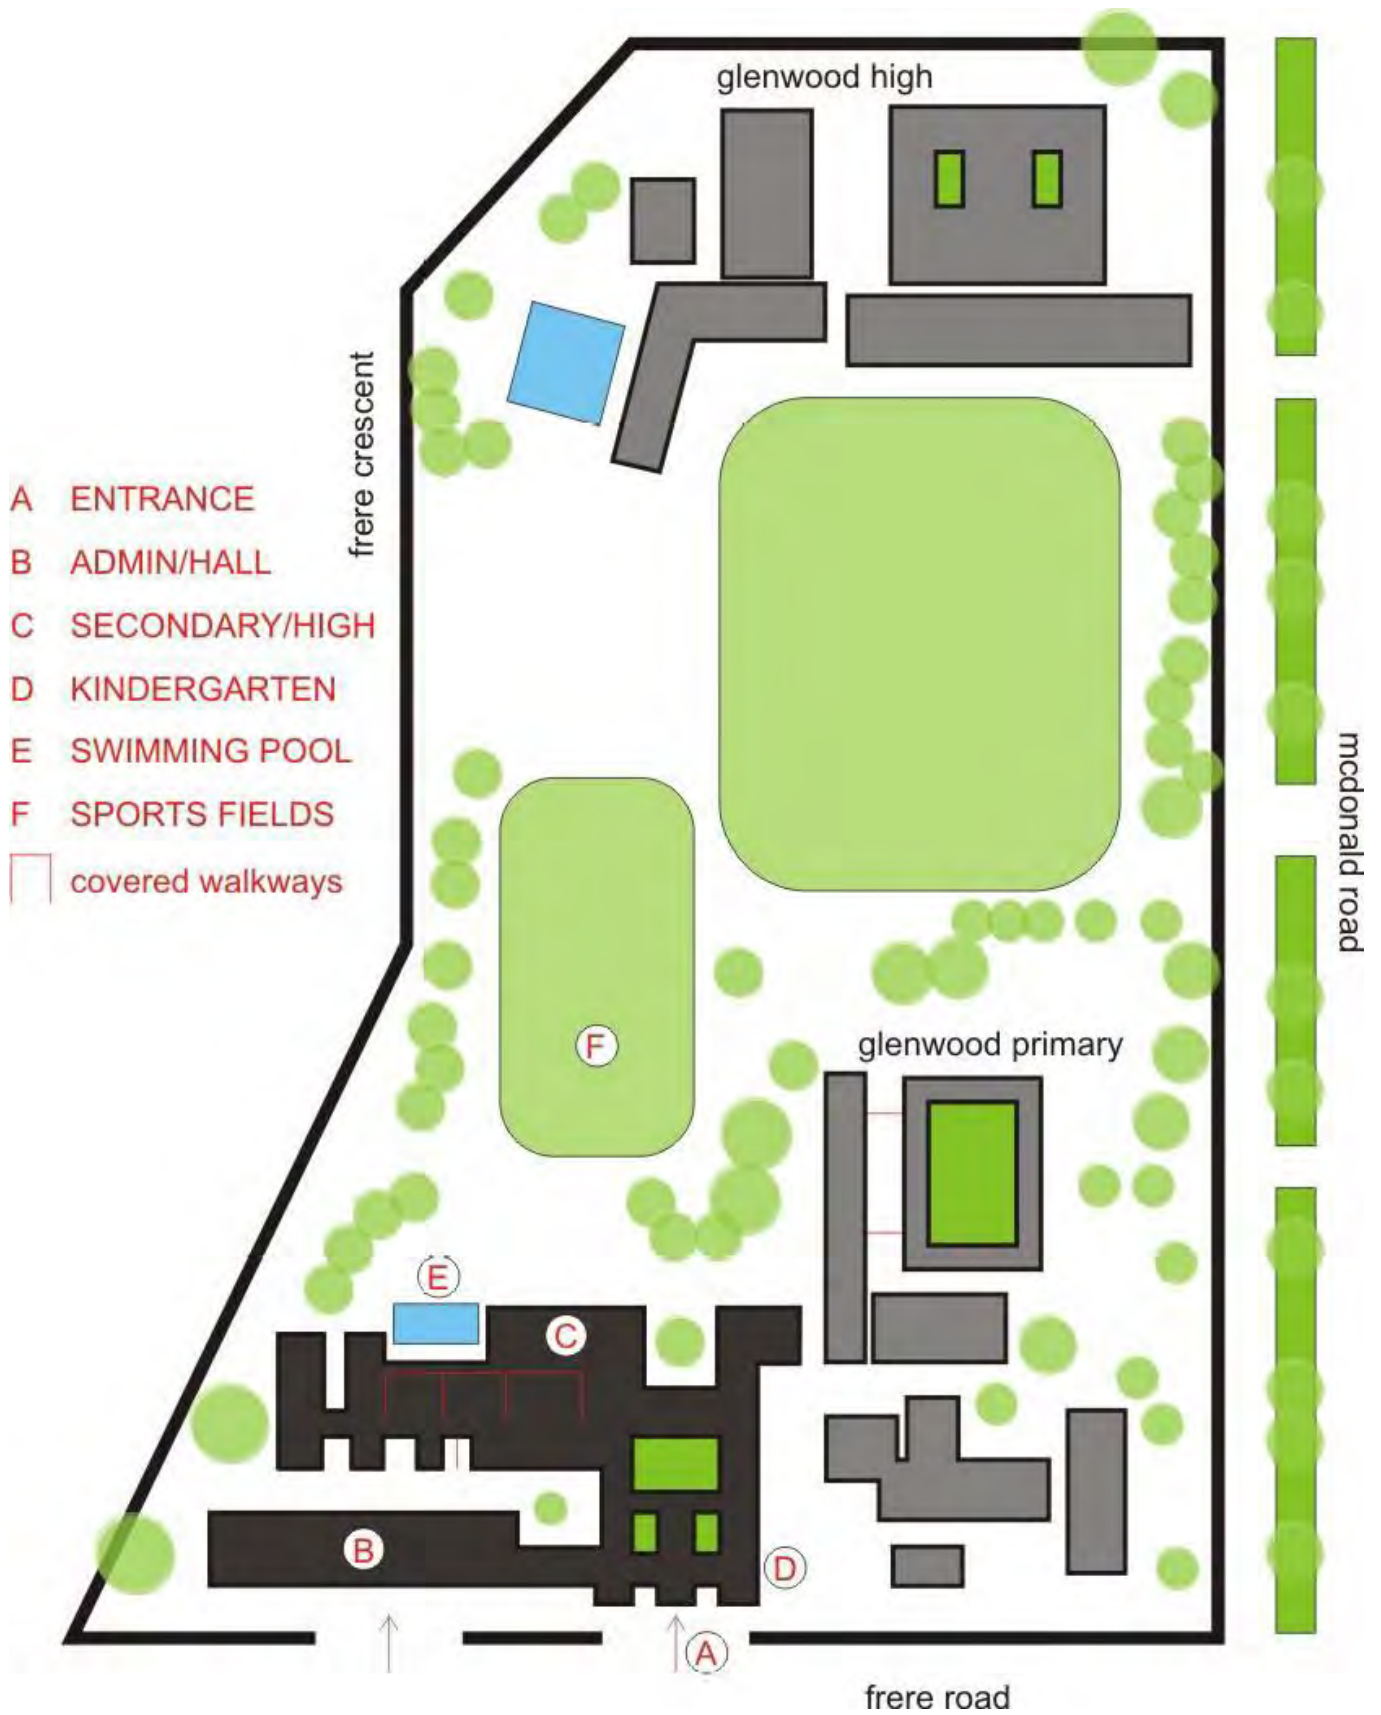 glenwood high
frere crescent
A ENTRANCE
B ADMIN/HALL
C SECONDARY/HIGH
D KINDERGARTEN
E SWIMMING POOL
F SPORTS FIELDS
covered walkways
mcdonald road
F
glenwood primary
E
C
B
D
A
frere road